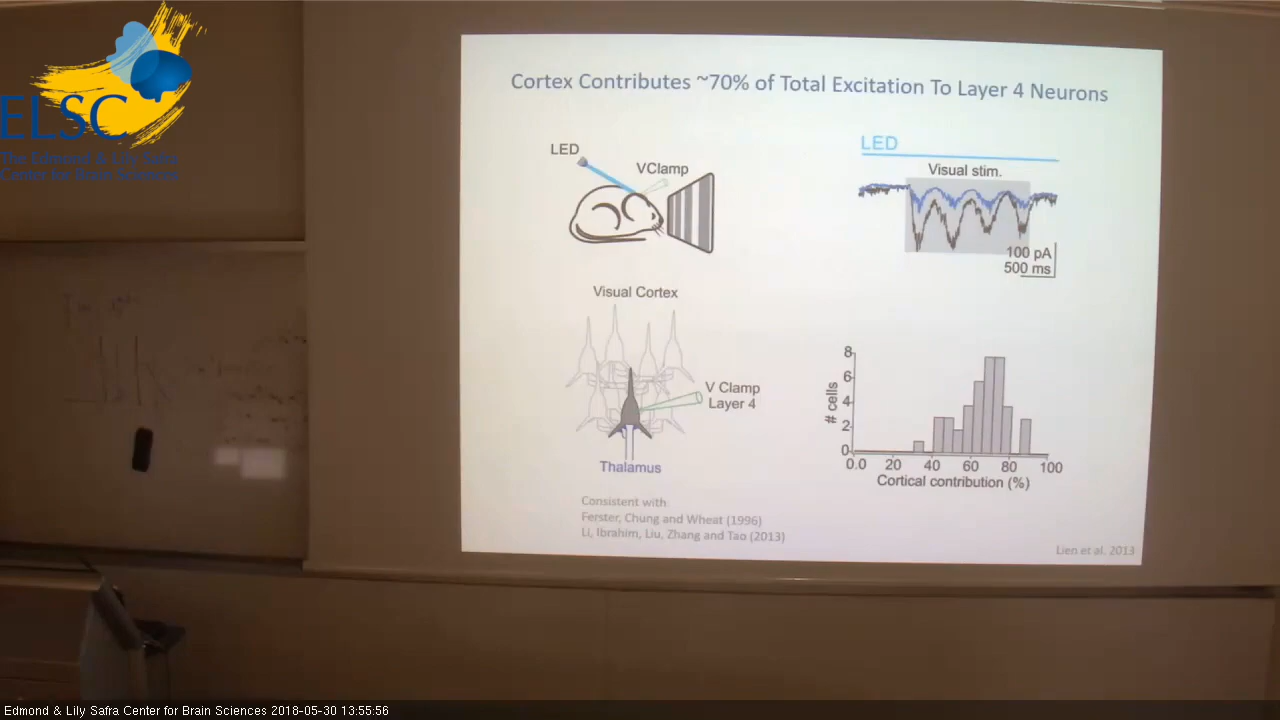 ELSC
The Edmond & Lily Safra
Center for Brain Sciences
Cortex Contributes ~70% of Total Excitation To Layer 4 Neurons
LED
VClamp
LED
Visual stim.
100 pA
500 ms
Visual Cortex
V Clamp
Layer 4
Thalamus
8
6
4
2
0
# cells
0.0 20 40 60 80 100
Cortical contribution (%)
Consistent with
Ferster, Chung and Wheat (1996)
Li, Ibrahim, Liu, Zhang and Tao (2013)
Lien et al. 2013
Edmond & Lily Safra Center for Brain Sciences 2018-05-30 13:55:56